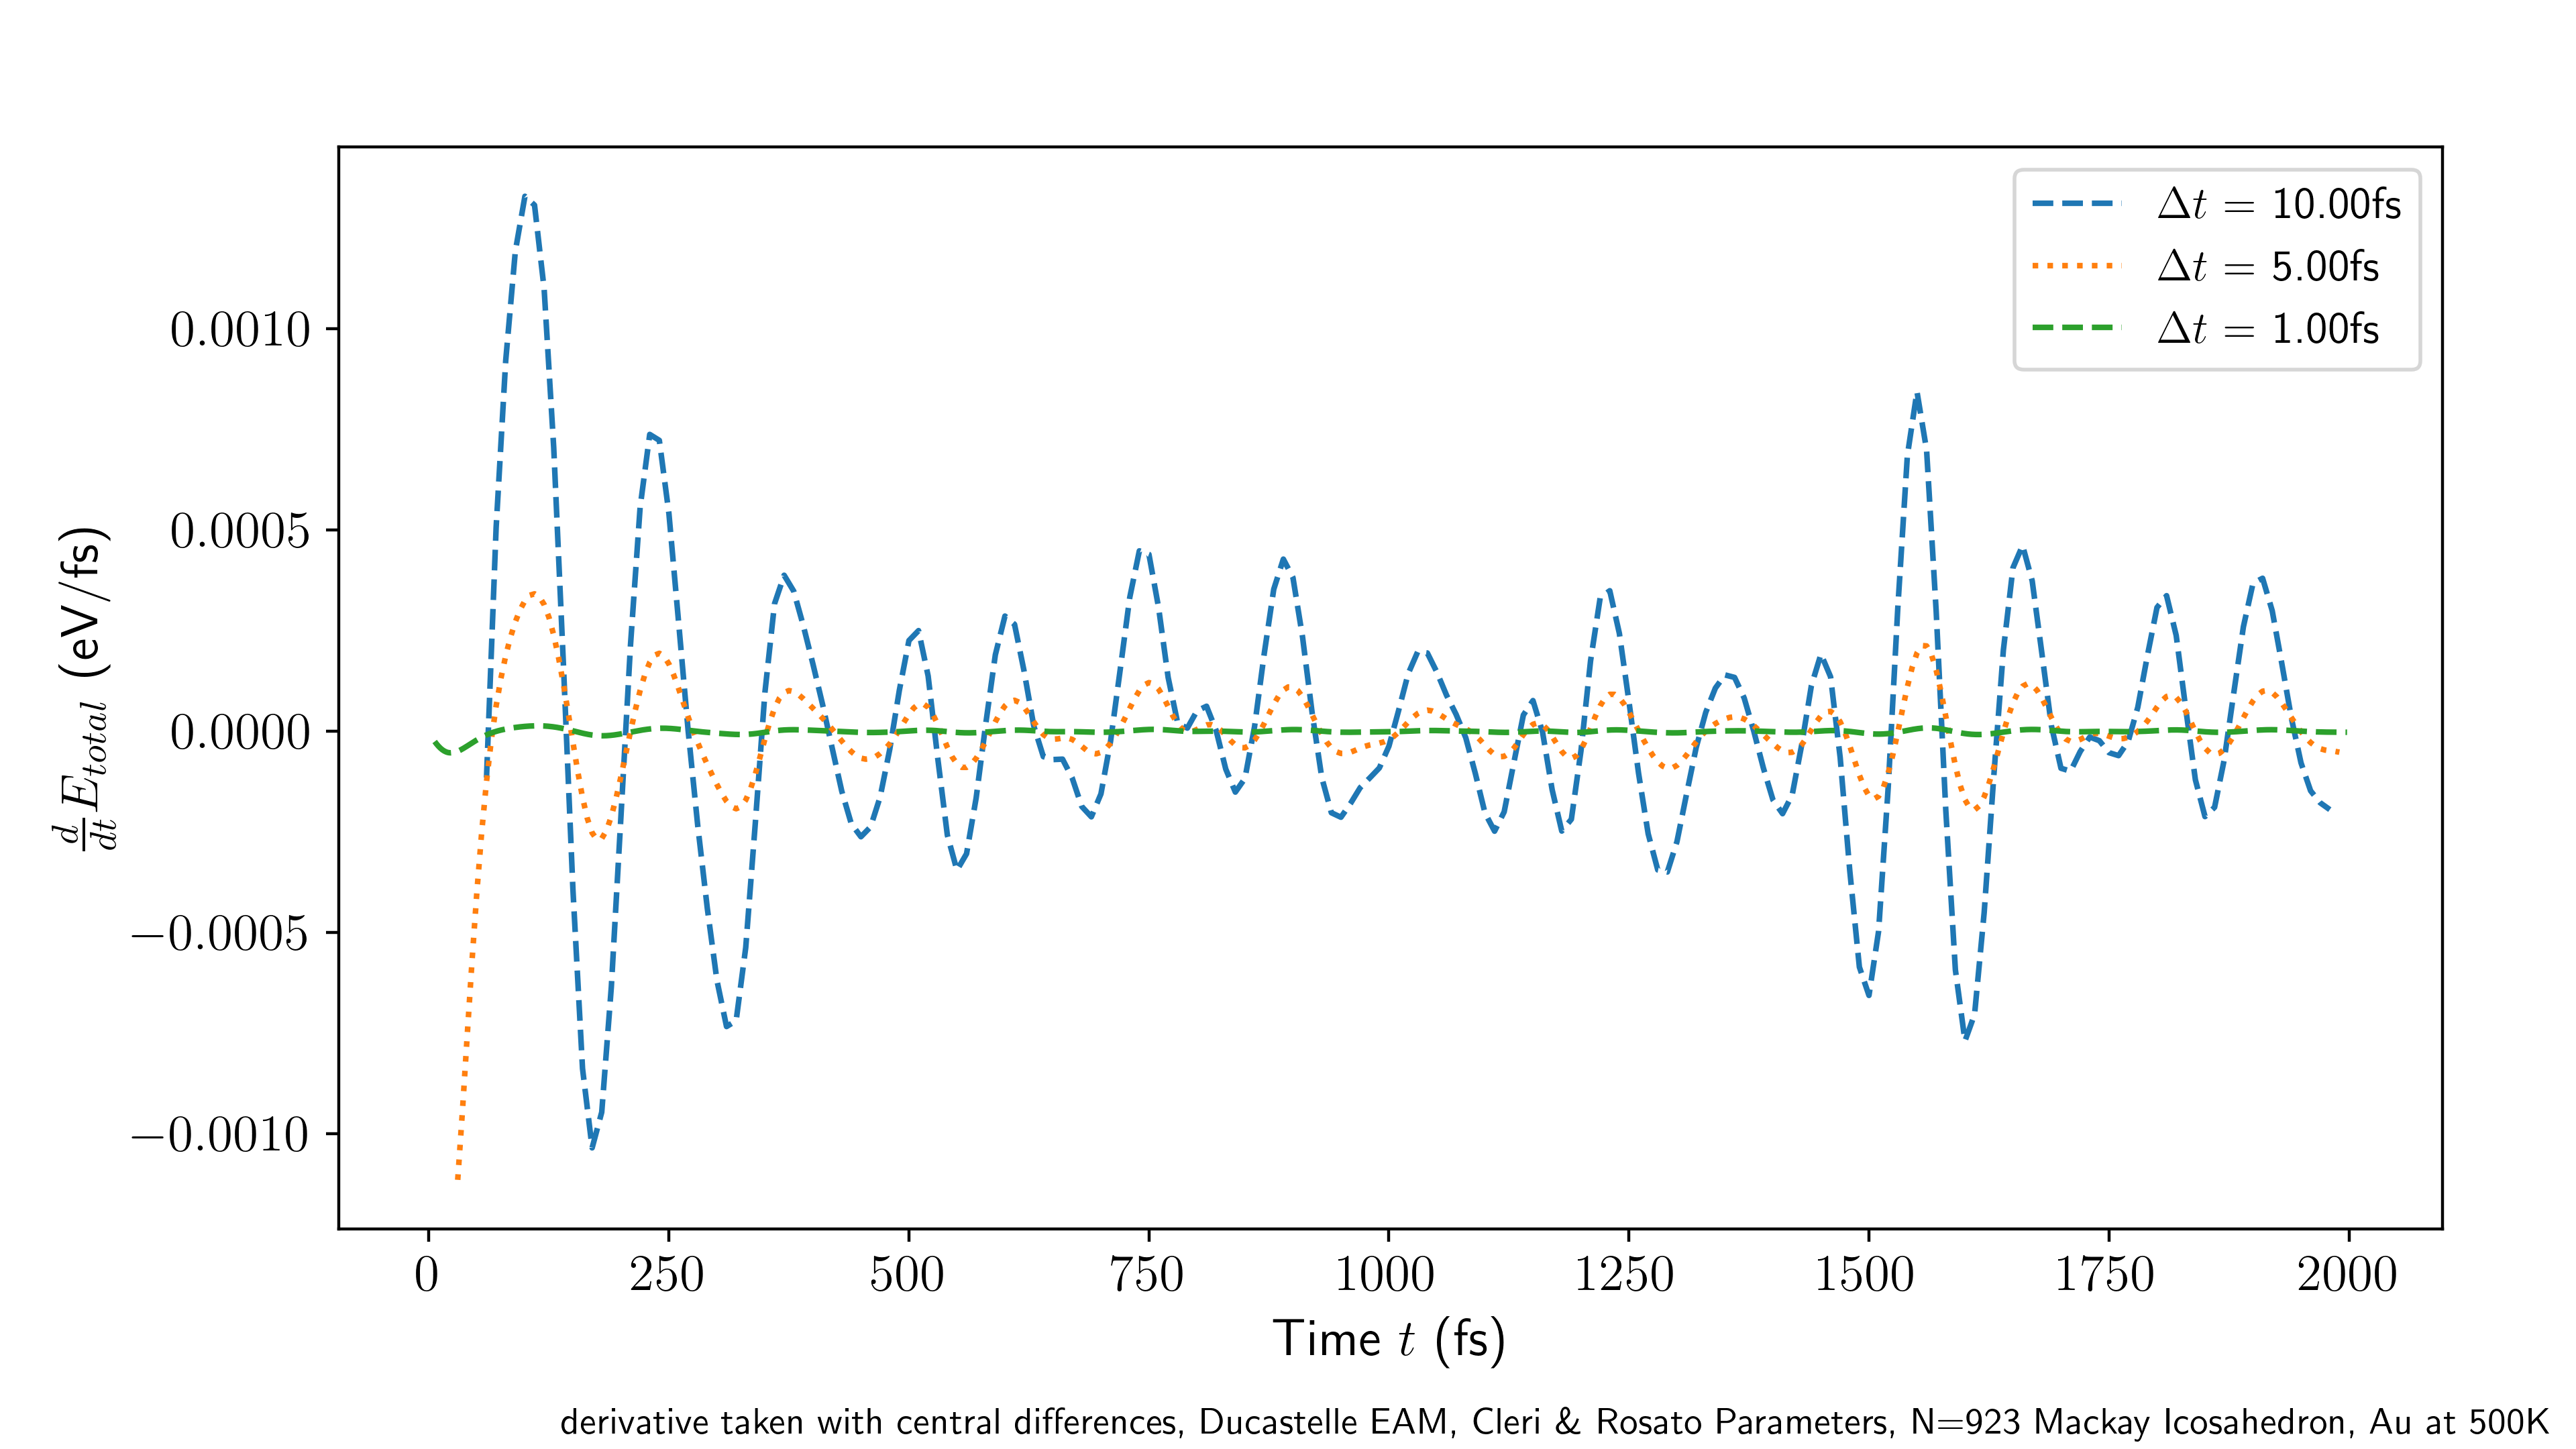 Δt = 10.00fs
Δt = 5.00fs
Δt = 1.00fs
0.0010
0.0005
0.0000
−0.0005
−0.0010
d/dt E_total (eV/fs)
0 250 500 750 1000 1250 1500 1750 2000
Time t (fs)
derivative taken with central differences, Ducastelle EAM, Cleri & Rosato Parameters, N=923 Mackay Icosahedron, Au at 500K